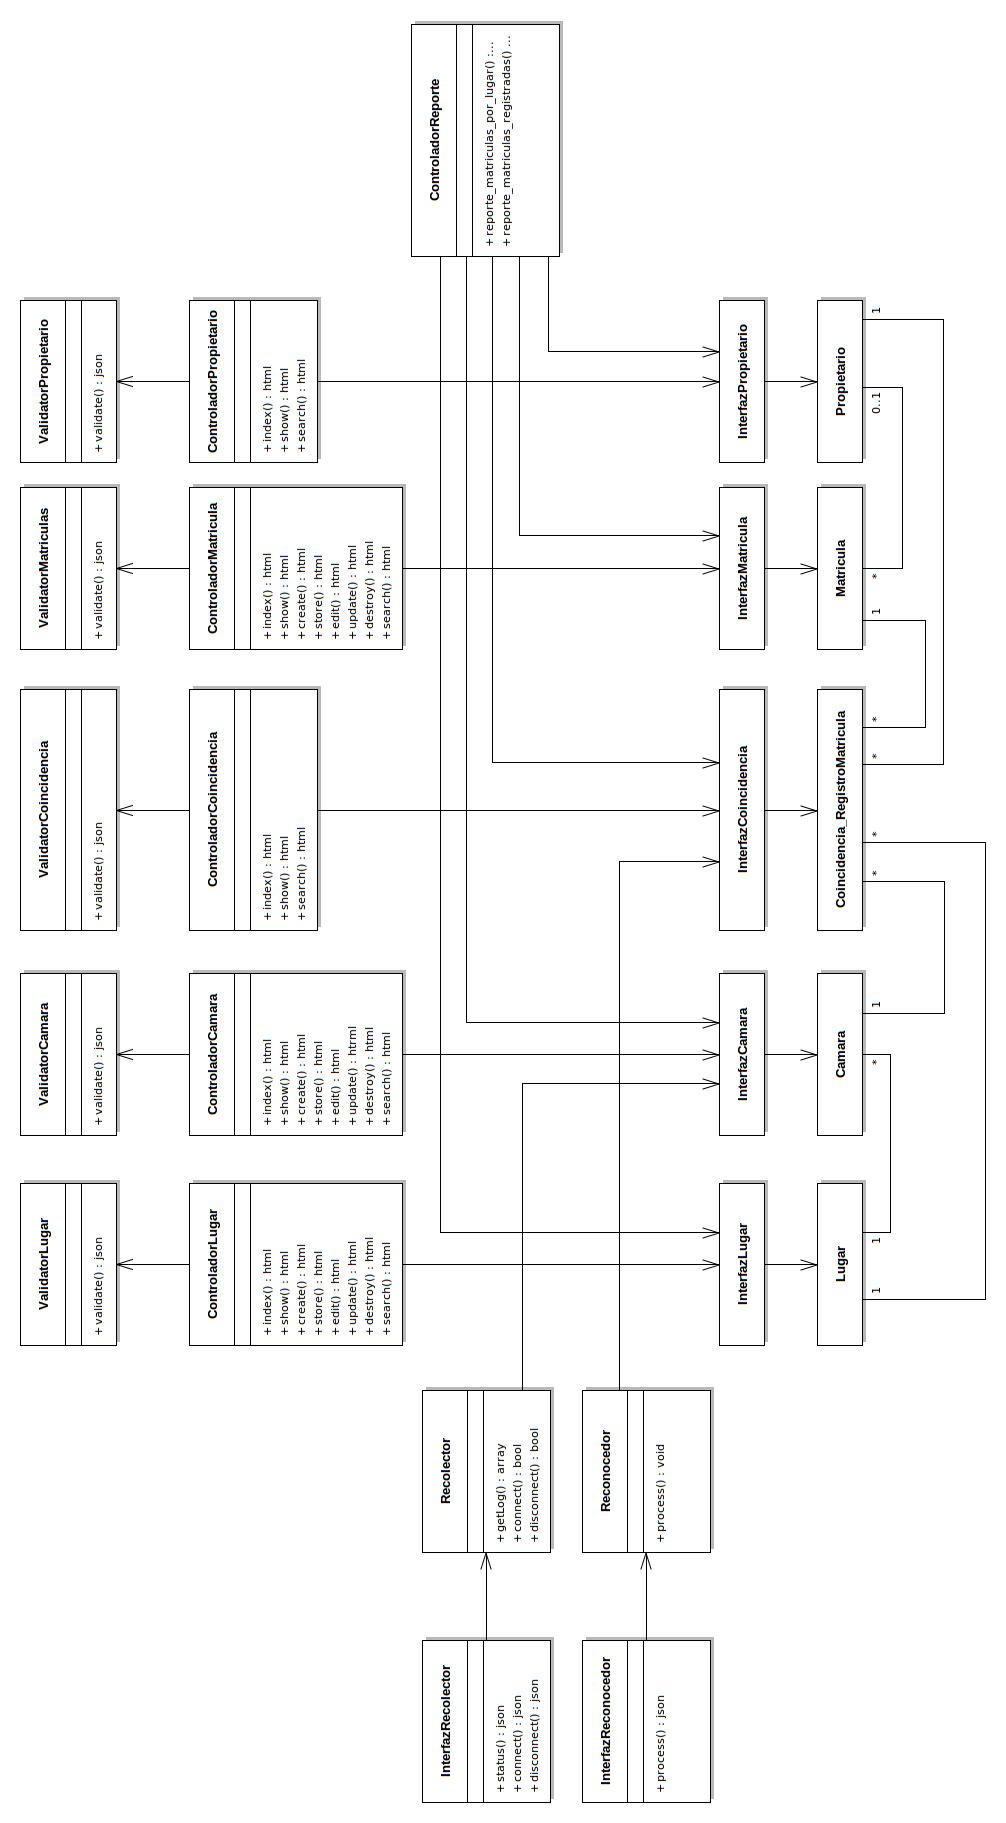 ValidatorLugar
+ validate() : json
ValidatorCamara
+ validate() : json
ValidatorCoincidencia
+ validate() : json
ValidatorMatriculas
+ validate() : json
ValidatorPropietario
+ validate() : json
ControladorLugar
+ index() : html
+ show() : html
+ create() : html
+ store() : html
+ edit() : html
+ update() : html
+ destroy() : html
+ search() : html
ControladorCamara
+ index() : html
+ show() : html
+ create() : html
+ store() : html
+ edit() : html
+ update() : htrml
+ destroy() : html
+ search() : html
ControladorCoincidencia
+ index() : html
+ show() : html
+ search() : html
ControladorMatricula
+ index() : html
+ show() : html
+ create() : html
+ store() : html
+ edit() : html
+ update() : html
+ destroy() : html
+ search() : html
ControladorPropietario
+ index() : html
+ show() : html
+ search() : html
ControladorReporte
+ reporte_matriculas_por_lugar() :...
+ reporte_matriculas_registradas() ...
InterfazRecolector
+ status() : json
+ connect() : json
+ disconnect() : json
Recolector
+ getLog() : array
+ connect() : bool
+ disconnect() : bool
InterfazReconocedor
+ process() : json
Reconocedor
+ process() : void
InterfazLugar
InterfazCamara
InterfazCoincidencia
InterfazMatricula
InterfazPropietario
Lugar
Camara
Coincidencia_RegistroMatricula
Matricula
Propietario
1
1
*
1
*
*
*
*
1
*
0..1
1